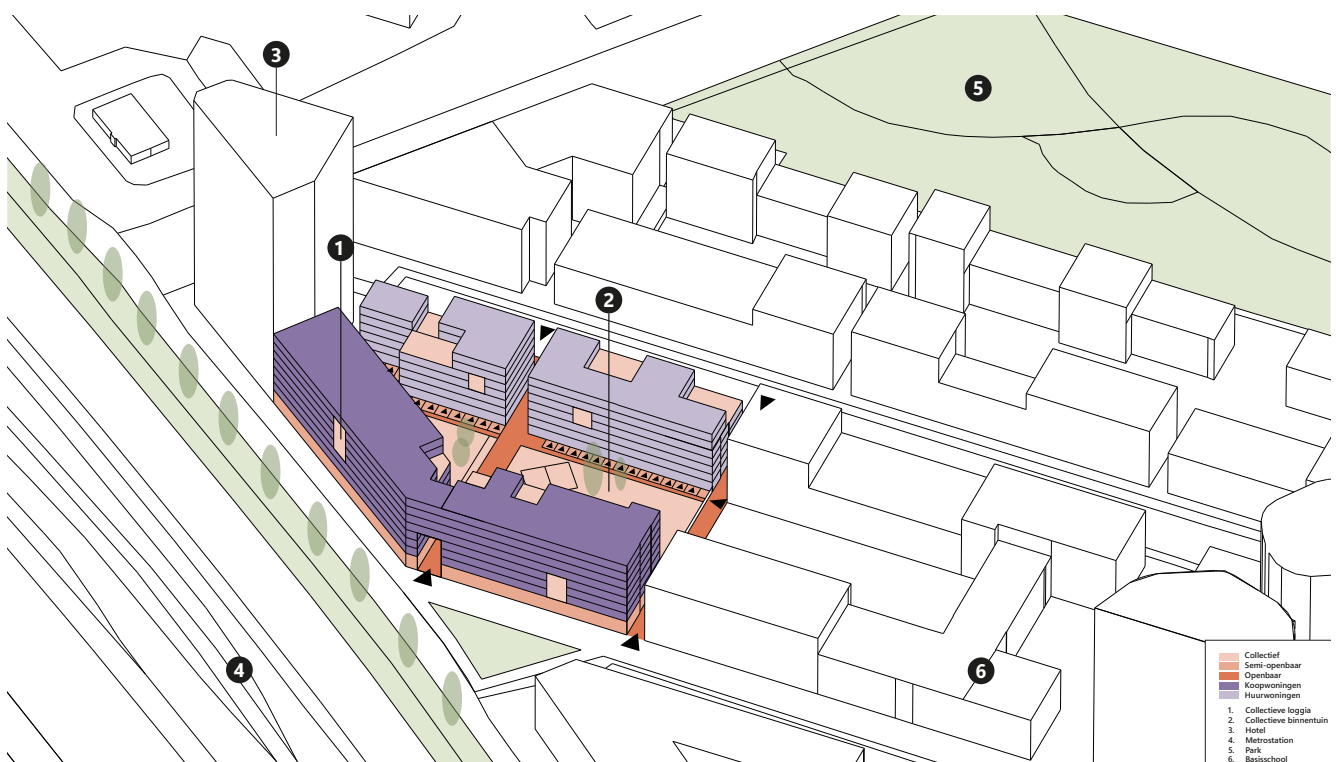 3
5
1
2
4
6
Collectief
Semi-openbaar
Openbaar
Koopwoningen
Huurwoningen
1. Collectieve loggia
2. Collectieve binnentuin
3. Hotel
4. Metrostation
5. Park
6. Basisschool